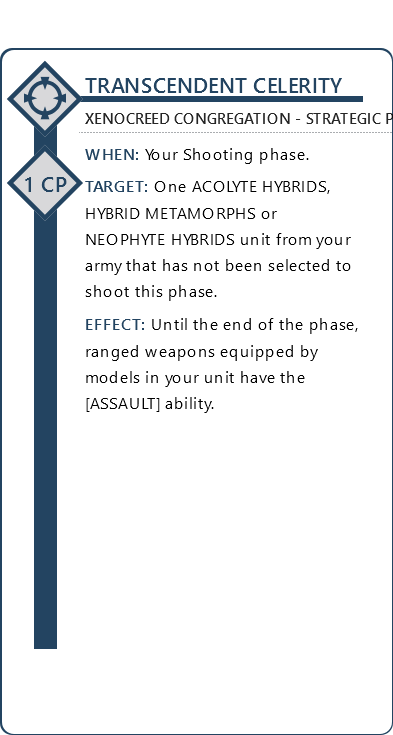 TRANSCENDENT CELERITY
XENOCREED CONGREGATION - STRATEGIC P
1 CP
WHEN: Your Shooting phase.
TARGET: One ACOLYTE HYBRIDS,
HYBRID METAMORPHS or
NEOPHYTE HYBRIDS unit from your
army that has not been selected to
shoot this phase.
EFFECT: Until the end of the phase,
ranged weapons equipped by
models in your unit have the
[ASSAULT] ability.